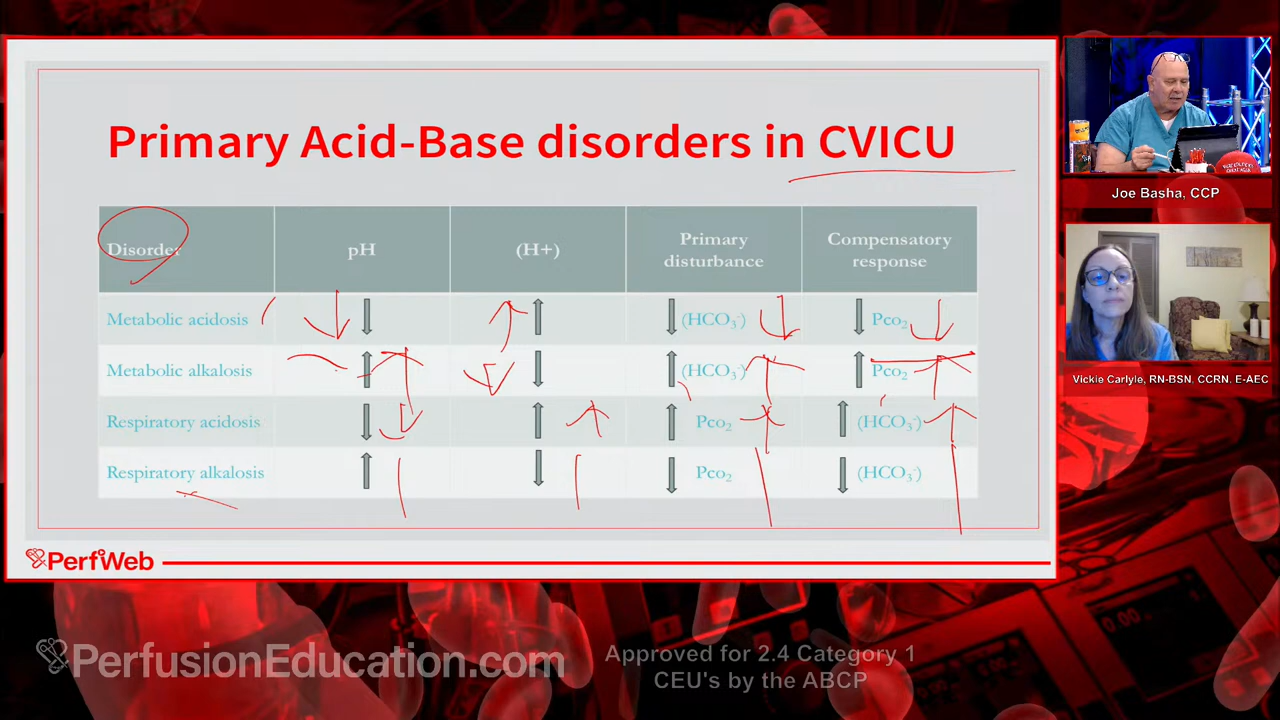 Primary Acid-Base disorders in CVICU
Disorder
pH
(H+)
Primary
disturbance
Compensatory
response
Metabolic acidosis ↓ ↑ ↓ (HCO₃⁻) ↓ Pco₂
Metabolic alkalosis ↑ ↓ ↑ (HCO₃⁻) ↑ Pco₂
Respiratory acidosis ↓ ↑ ↑ Pco₂ ↑ (HCO₃⁻)
Respiratory alkalosis ↑ ↓ ↓ Pco₂ ↓ (HCO₃⁻)
PerfWeb
Joe Basha, CCP
Vickie Carlyle, RN-BSN, CCRN, E-AEC
PerfusionEducation.com
Approved for 2.4 Category 1
CEU's by the ABCP